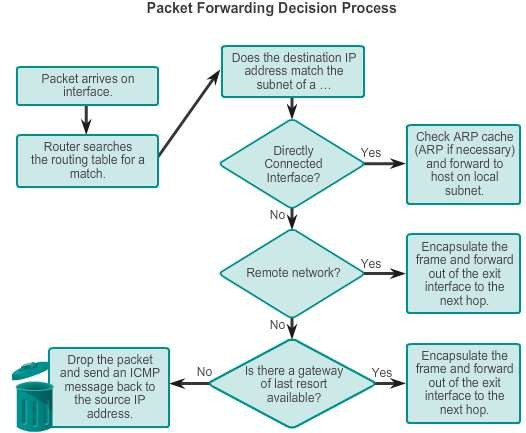 Packet Forwarding Decision Process
Packet arrives on
interface.
Router searches
the routing table for a
match.
Does the destination IP
address match the
subnet of a …
Directly
Connected
Interface?
Yes
Check ARP cache
(ARP if necessary)
and forward to
host on local
subnet.
No
Remote network?
Yes
Encapsulate the
frame and forward
out of the exit
interface to the
next hop.
No
Is there a gateway
of last resort
available?
Yes
Encapsulate the
frame and forward
out of the exit
interface to the
next hop.
No
Drop the packet
and send an ICMP
message back to
the source IP
address.